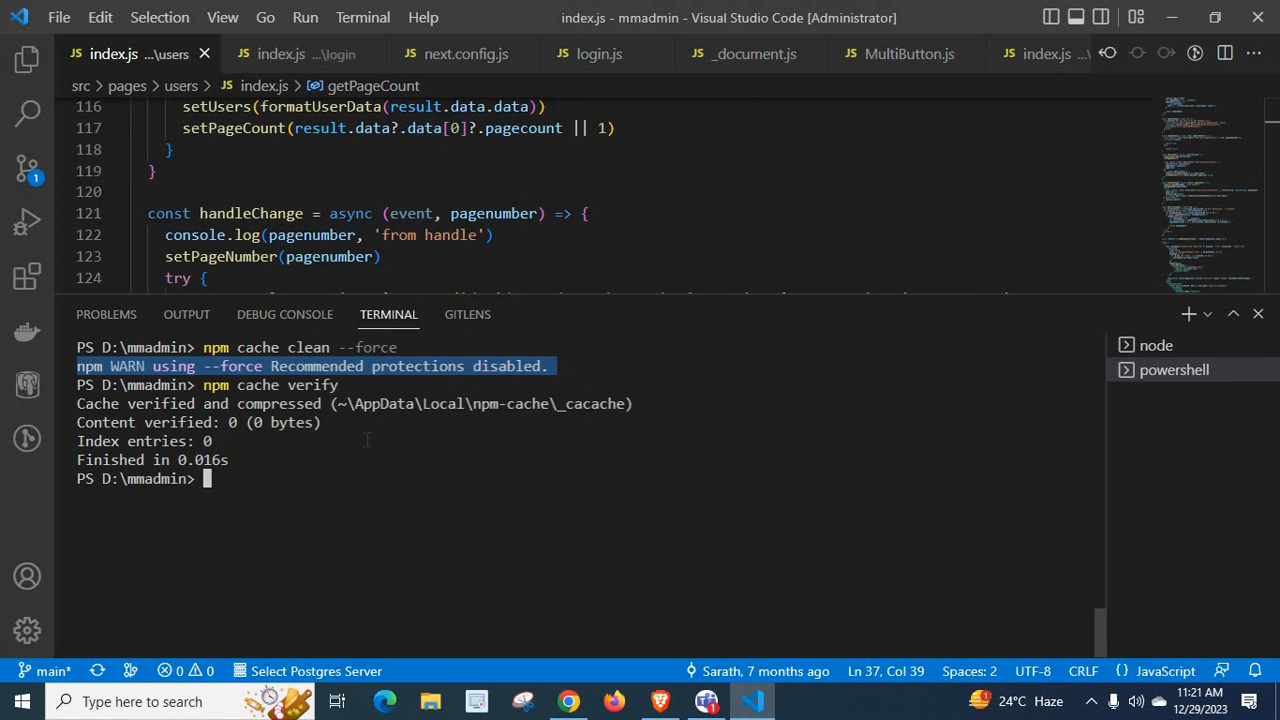 File Edit Selection View Go Run Terminal Help index.js - mmadmin - Visual Studio Code [Administrator]
index.js ...\users index.js ...\login next.config.js login.js _document.js MultiButton.js index.js
src > pages > users > index.js > getPageCount
116 setUsers(formatUserData(result.data.data))
117 setPageCount(result.data?.data[0]?.pagecount || 1)
118 }
119 }
120
121 const handleChange = async (event, pagenumber) => {
122 console.log(pagenumber, 'from handle')
123 setPageNumber(pagenumber)
124 try {
PROBLEMS OUTPUT DEBUG CONSOLE TERMINAL GITLENS
PS D:\mmadmin> npm cache clean --force
npm WARN using --force Recommended protections disabled.
PS D:\mmadmin> npm cache verify
Cache verified and compressed (~\AppData\Local\npm-cache\_cacache)
Content verified: 0 (0 bytes)
Index entries: 0
Finished in 0.016s
PS D:\mmadmin>
node
powershell
1
main* 0 0 Select Postgres Server Sarath, 7 months ago Ln 37, Col 39 Spaces: 2 UTF-8 CRLF { } JavaScript
Type here to search 24°C Haze 11:21 AM
12/29/2023